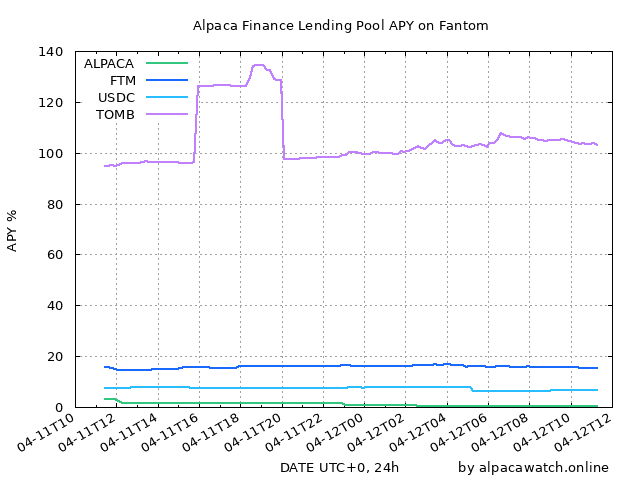 Alpaca Finance Lending Pool APY on Fantom
140
120
100
80
60
40
20
0
APY %
ALPACA
FTM
USDC
TOMB
04-11T10
04-11T12
04-11T14
04-11T16
04-11T18
04-11T20
04-11T22
04-12T00
04-12T02
04-12T04
04-12T06
04-12T08
04-12T10
04-12T12
DATE UTC+0, 24h
by alpacawatch.online